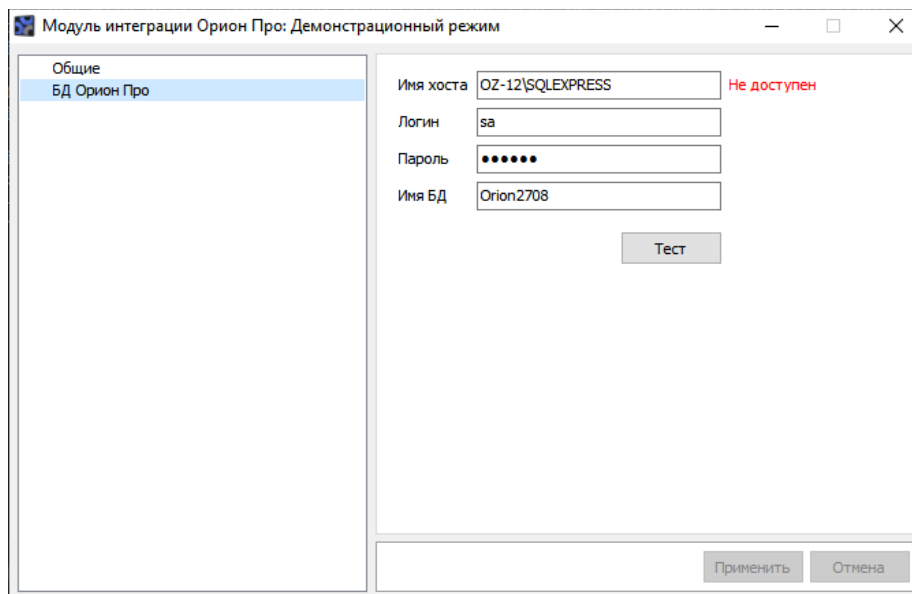 Модуль интеграции Орион Про: Демонстрационный режим
Общие
БД Орион Про
Имя хоста OZ-12\SQLEXPRESS Не доступен
Логин sa
Пароль ●●●●●●
Имя БД Orion2708
Тест
Применить Отмена